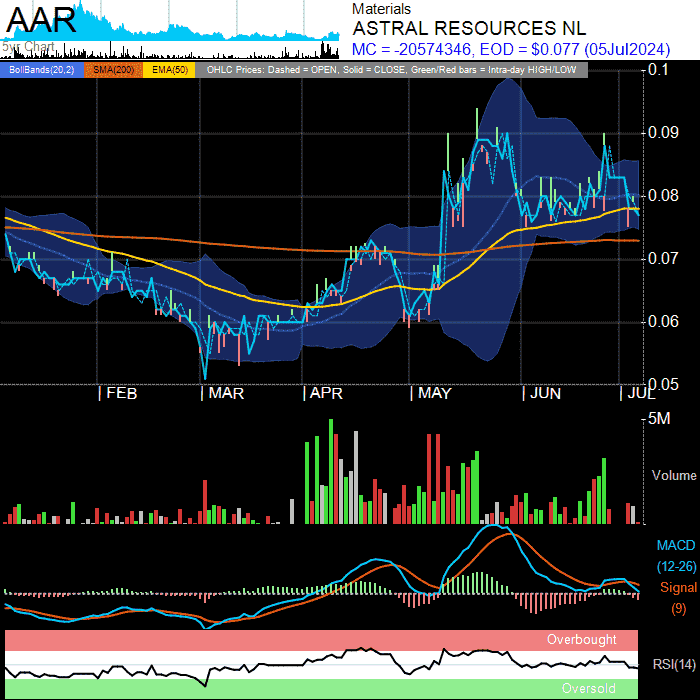 AAR
5yr Chart
Materials
ASTRAL RESOURCES NL
MC = -20574346, EOD = $0.077 (05Jul2024)
BollBands(20,2) SMA(200) EMA(50) OHLC Prices: Dashed = OPEN, Solid = CLOSE, Green/Red bars = Intra-day HIGH/LOW
0.1
0.09
0.08
0.07
0.06
0.05
FEB MAR APR MAY JUN JUL
5M
Volume
MACD
(12-26)
Signal
(9)
Overbought
RSI(14)
Oversold